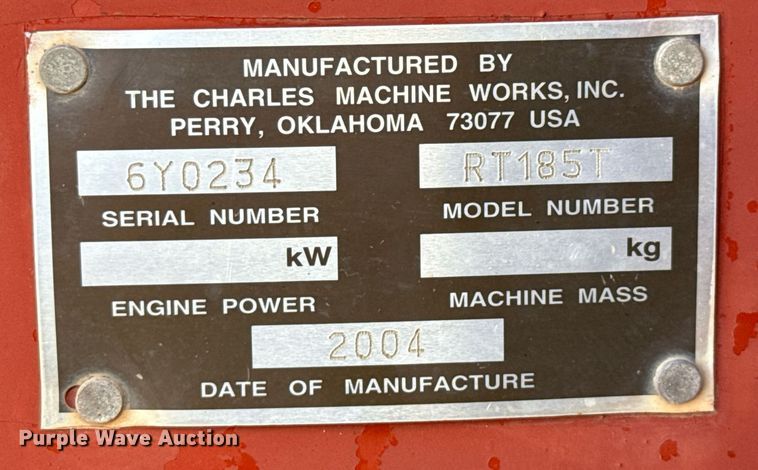 MANUFACTURED BY
THE CHARLES MACHINE WORKS, INC.
PERRY, OKLAHOMA 73077 USA
6Y0234 RT185T
SERIAL NUMBER MODEL NUMBER
kW kg
ENGINE POWER MACHINE MASS
2004
DATE OF MANUFACTURE
Purple Wave Auction